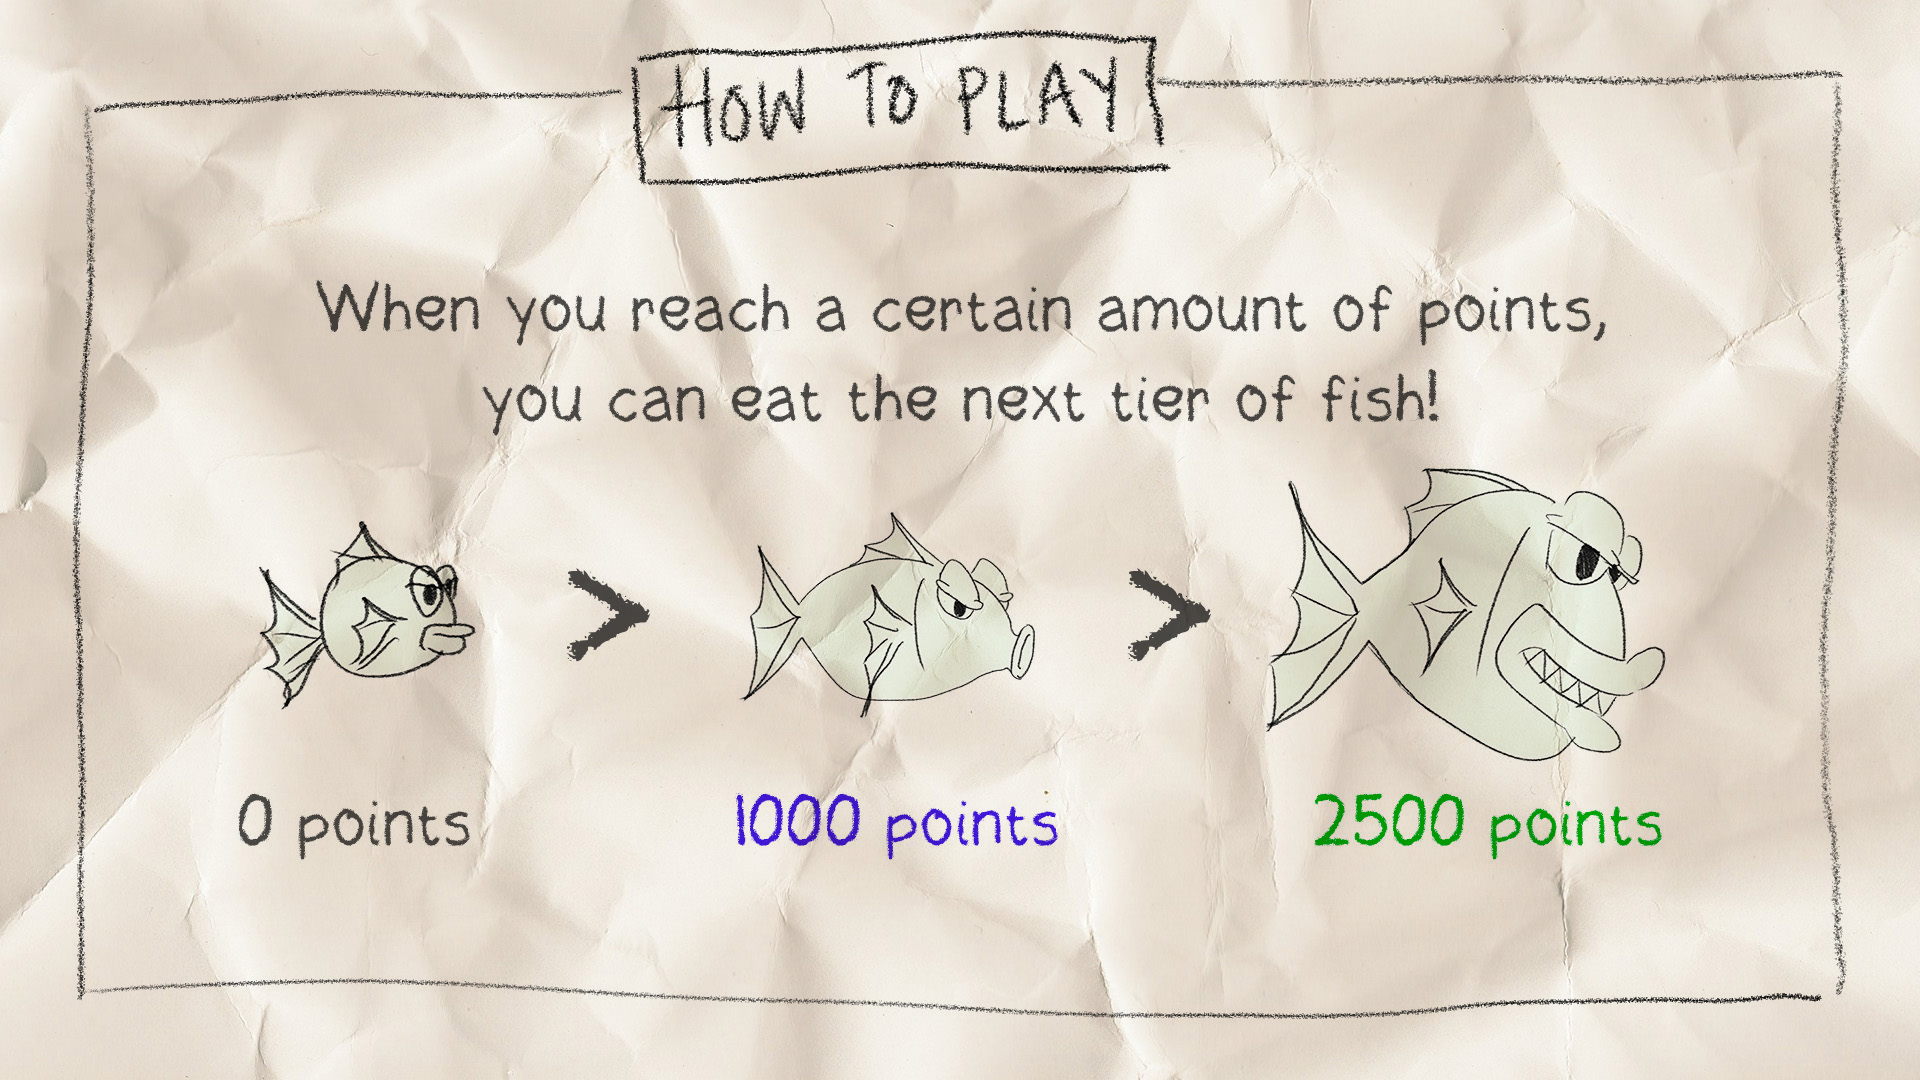 HOW TO PLAY
When you reach a certain amount of points,
you can eat the next tier of fish!
> >
0 points 1000 points 2500 points